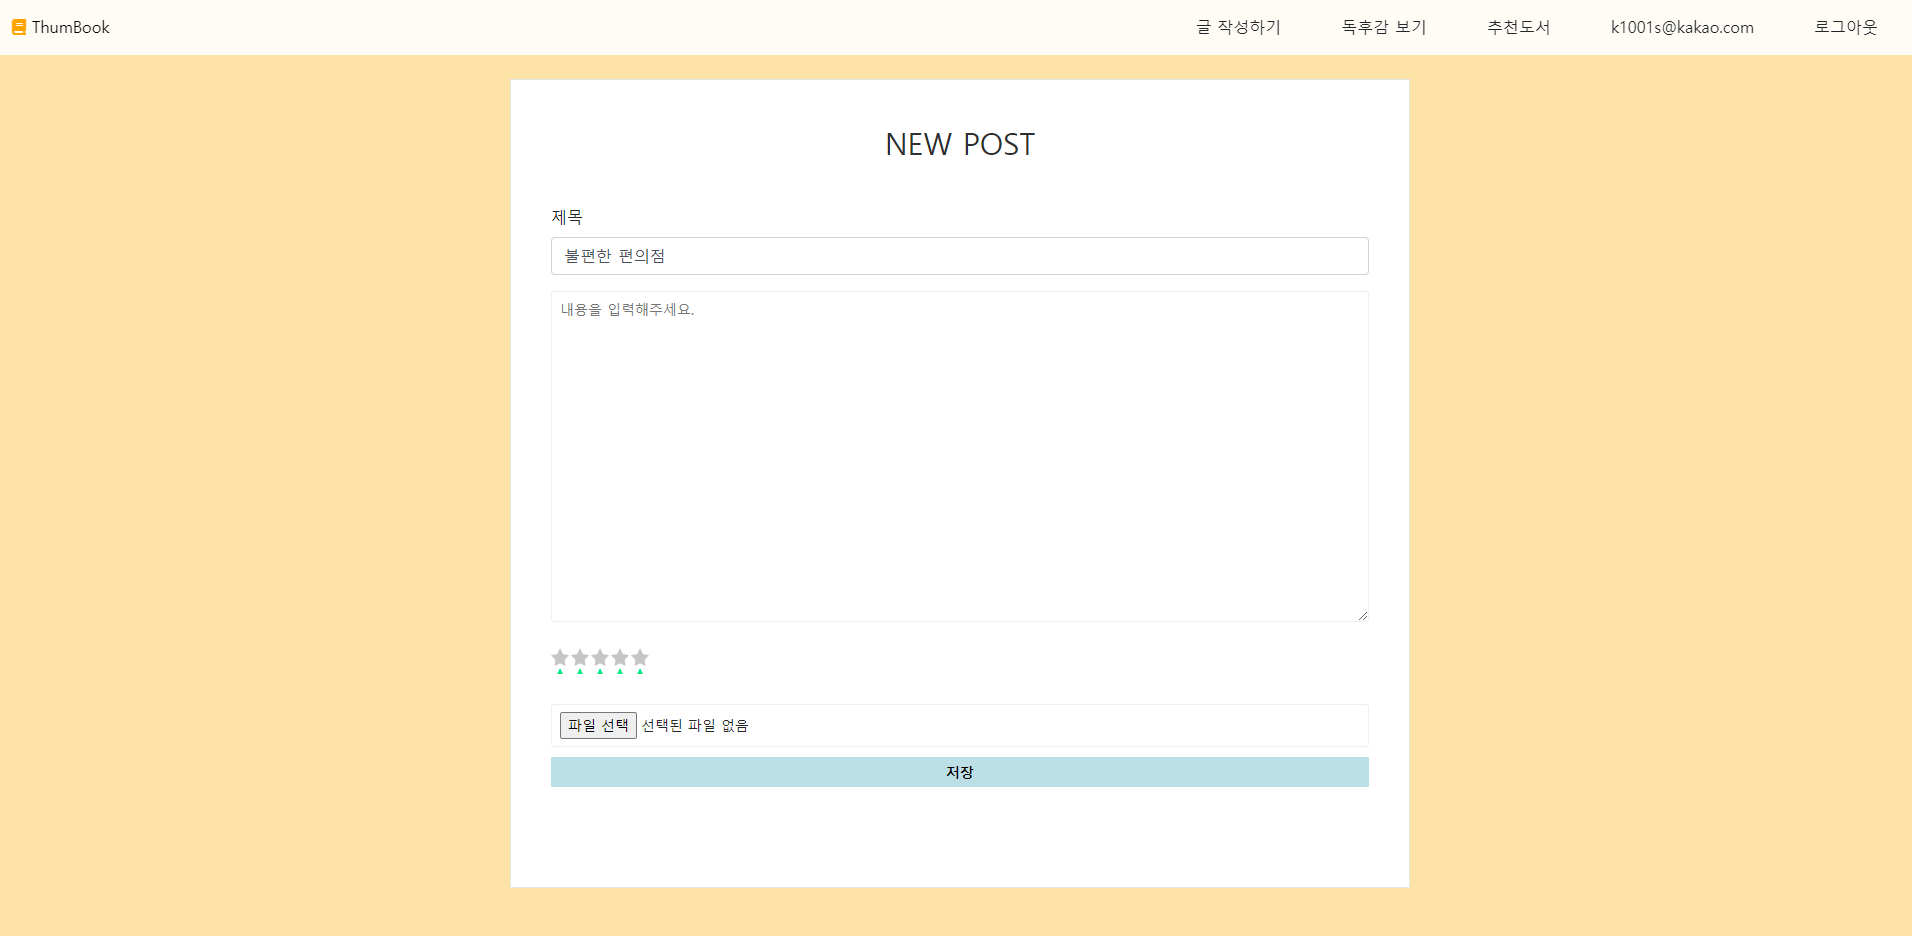 ThumBook 글 작성하기 독후감 보기 추천도서 k1001s@kakao.com 로그아웃
NEW POST
제목
불편한 편의점
내용을 입력해주세요.
파일 선택 선택된 파일 없음
저장